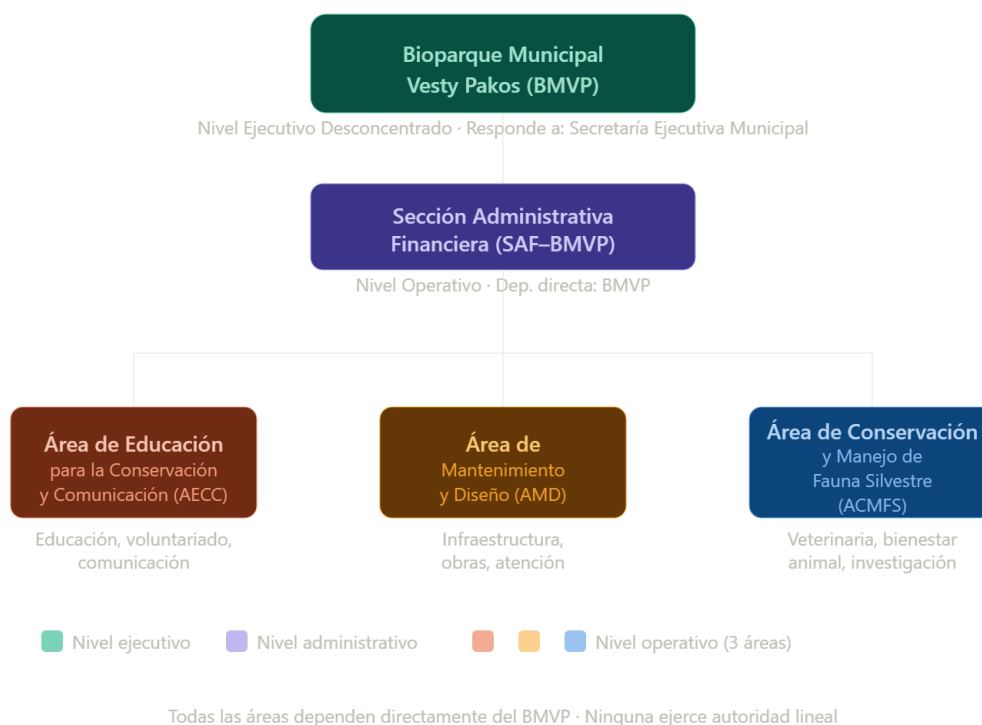 Bioparque Municipal
Vesty Pakos (BMVP)
Nivel Ejecutivo Desconcentrado · Responde a: Secretaría Ejecutiva Municipal
Sección Administrativa
Financiera (SAF–BMVP)
Nivel Operativo · Dep. directa: BMVP
Área de Educación
para la Conservación
y Comunicación (AECC)
Educación, voluntariado,
comunicación
Área de
Mantenimiento
y Diseño (AMD)
Infraestructura,
obras, atención
Área de Conservación
y Manejo de
Fauna Silvestre
(ACMFS)
Veterinaria, bienestar
animal, investigación
Nivel ejecutivo
Nivel administrativo
Nivel operativo (3 áreas)
Todas las áreas dependen directamente del BMVP · Ninguna ejerce autoridad lineal